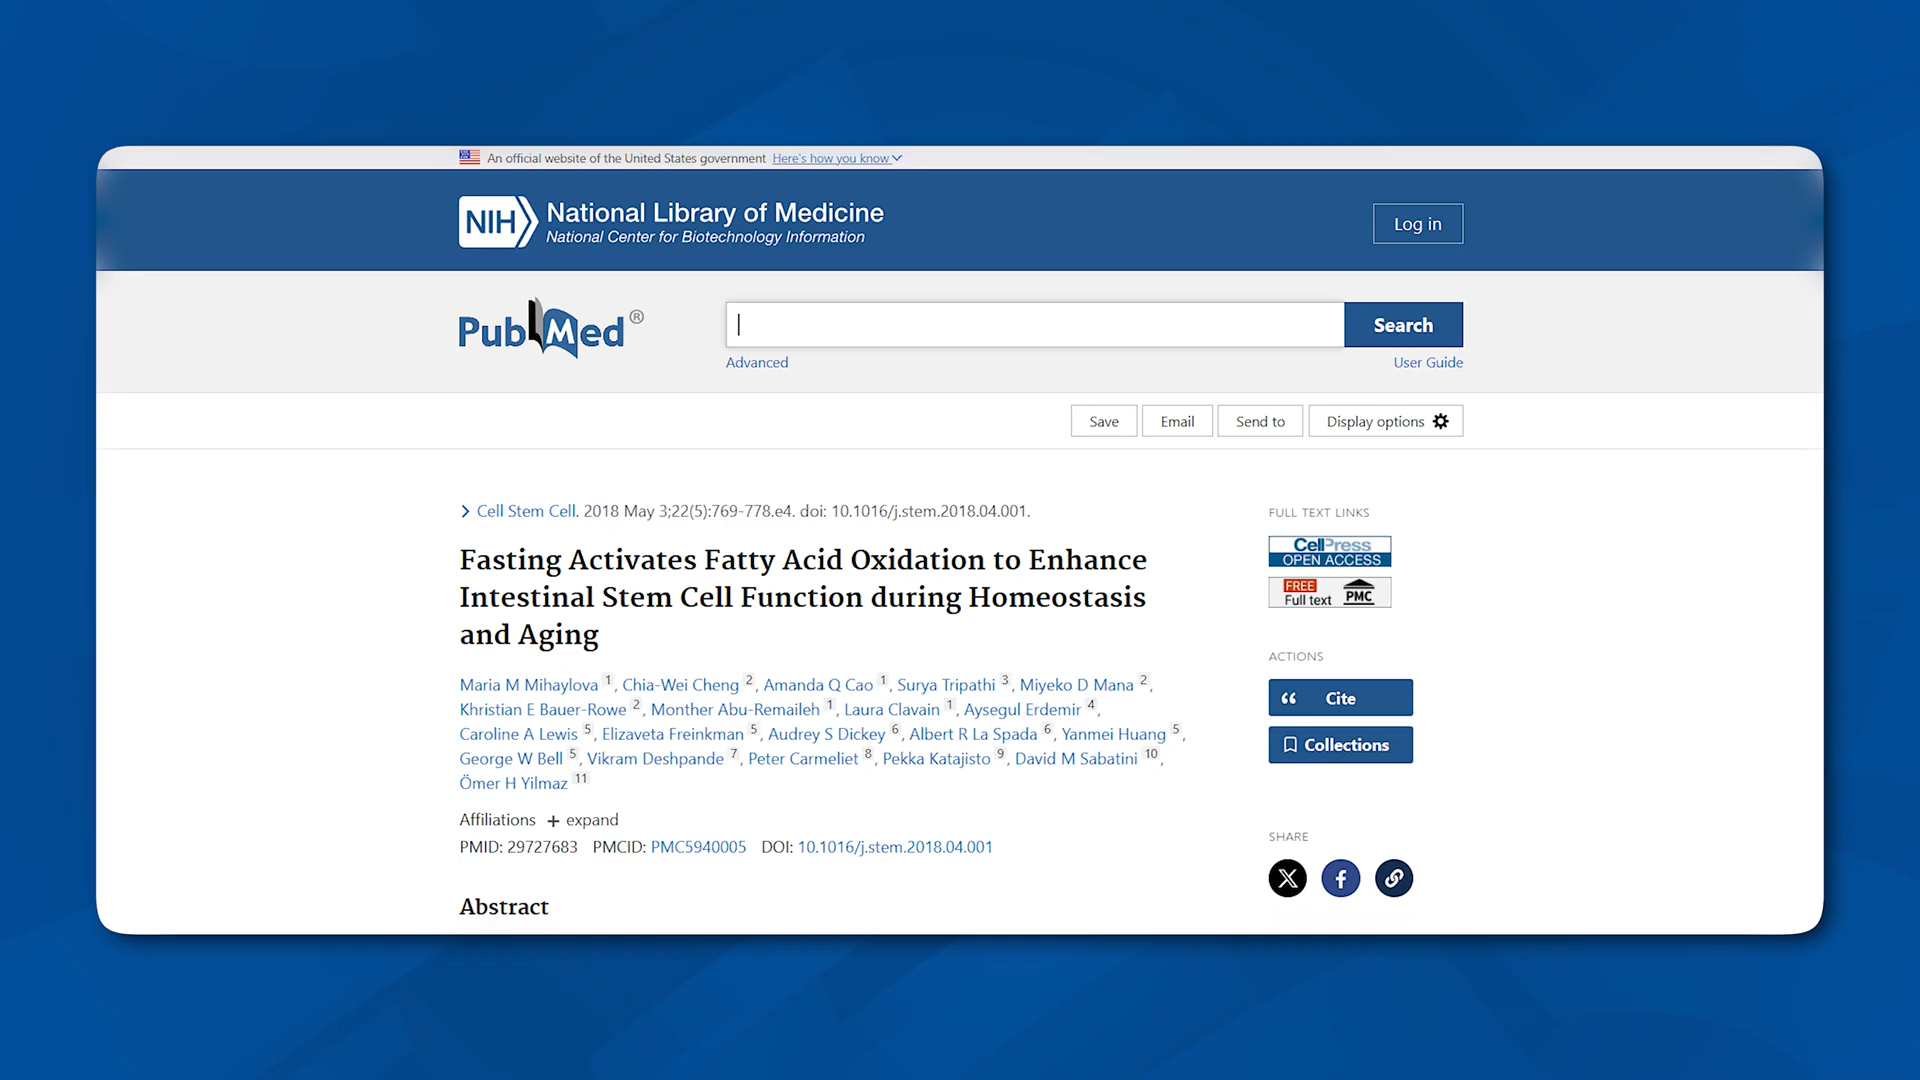 An official website of the United States government Here's how you know
NIH National Library of Medicine
National Center for Biotechnology Information
Log in
PubMed®
Search
Advanced
User Guide
Save
Email
Send to
Display options
Cell Stem Cell. 2018 May 3;22(5):769-778.e4. doi: 10.1016/j.stem.2018.04.001.
Fasting Activates Fatty Acid Oxidation to Enhance
Intestinal Stem Cell Function during Homeostasis
and Aging
Maria M Mihaylova 1, Chia-Wei Cheng 2, Amanda Q Cao 1, Surya Tripathi 3, Miyeko D Mana 2,
Khristian E Bauer-Rowe 2, Monther Abu-Remaileh 1, Laura Clavain 1, Aysegul Erdemir 4,
Caroline A Lewis 5, Elizaveta Freinkman 5, Audrey S Dickey 6, Albert R La Spada 6, Yanmei Huang 5,
George W Bell 5, Vikram Deshpande 7, Peter Carmeliet 8, Pekka Katajisto 9, David M Sabatini 10,
Ömer H Yilmaz 11
Affiliations + expand
PMID: 29727683 PMCID: PMC5940005 DOI: 10.1016/j.stem.2018.04.001
Abstract
FULL TEXT LINKS
CellPress
OPEN ACCESS
FREE
Full text PMC
ACTIONS
Cite
Collections
SHARE